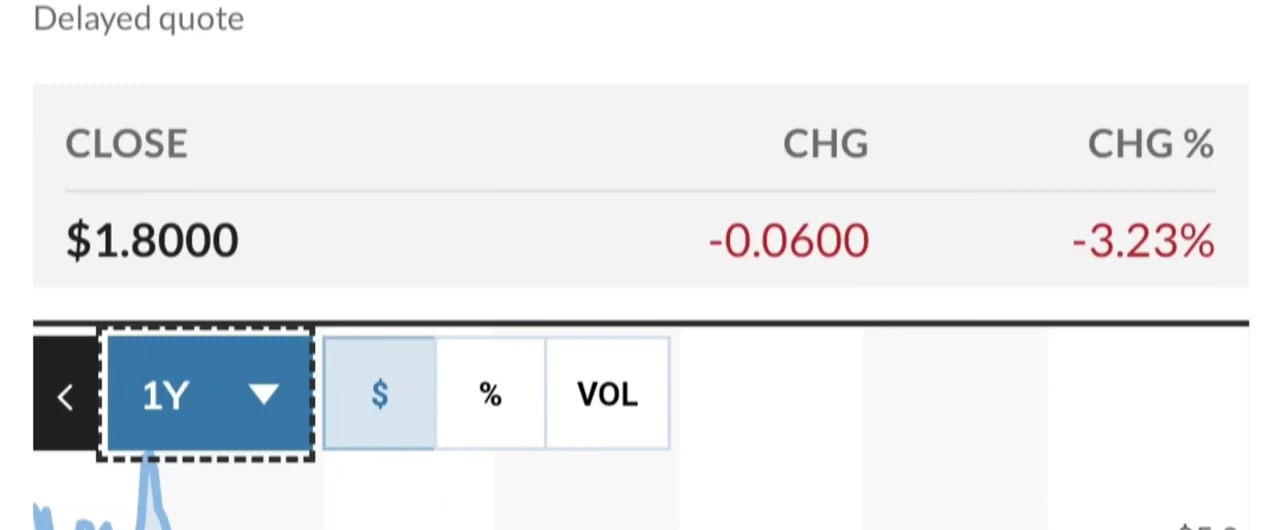 Delayed quote
CLOSE CHG CHG %
$1.8000 -0.0600 -3.23%
1Y $ % VOL